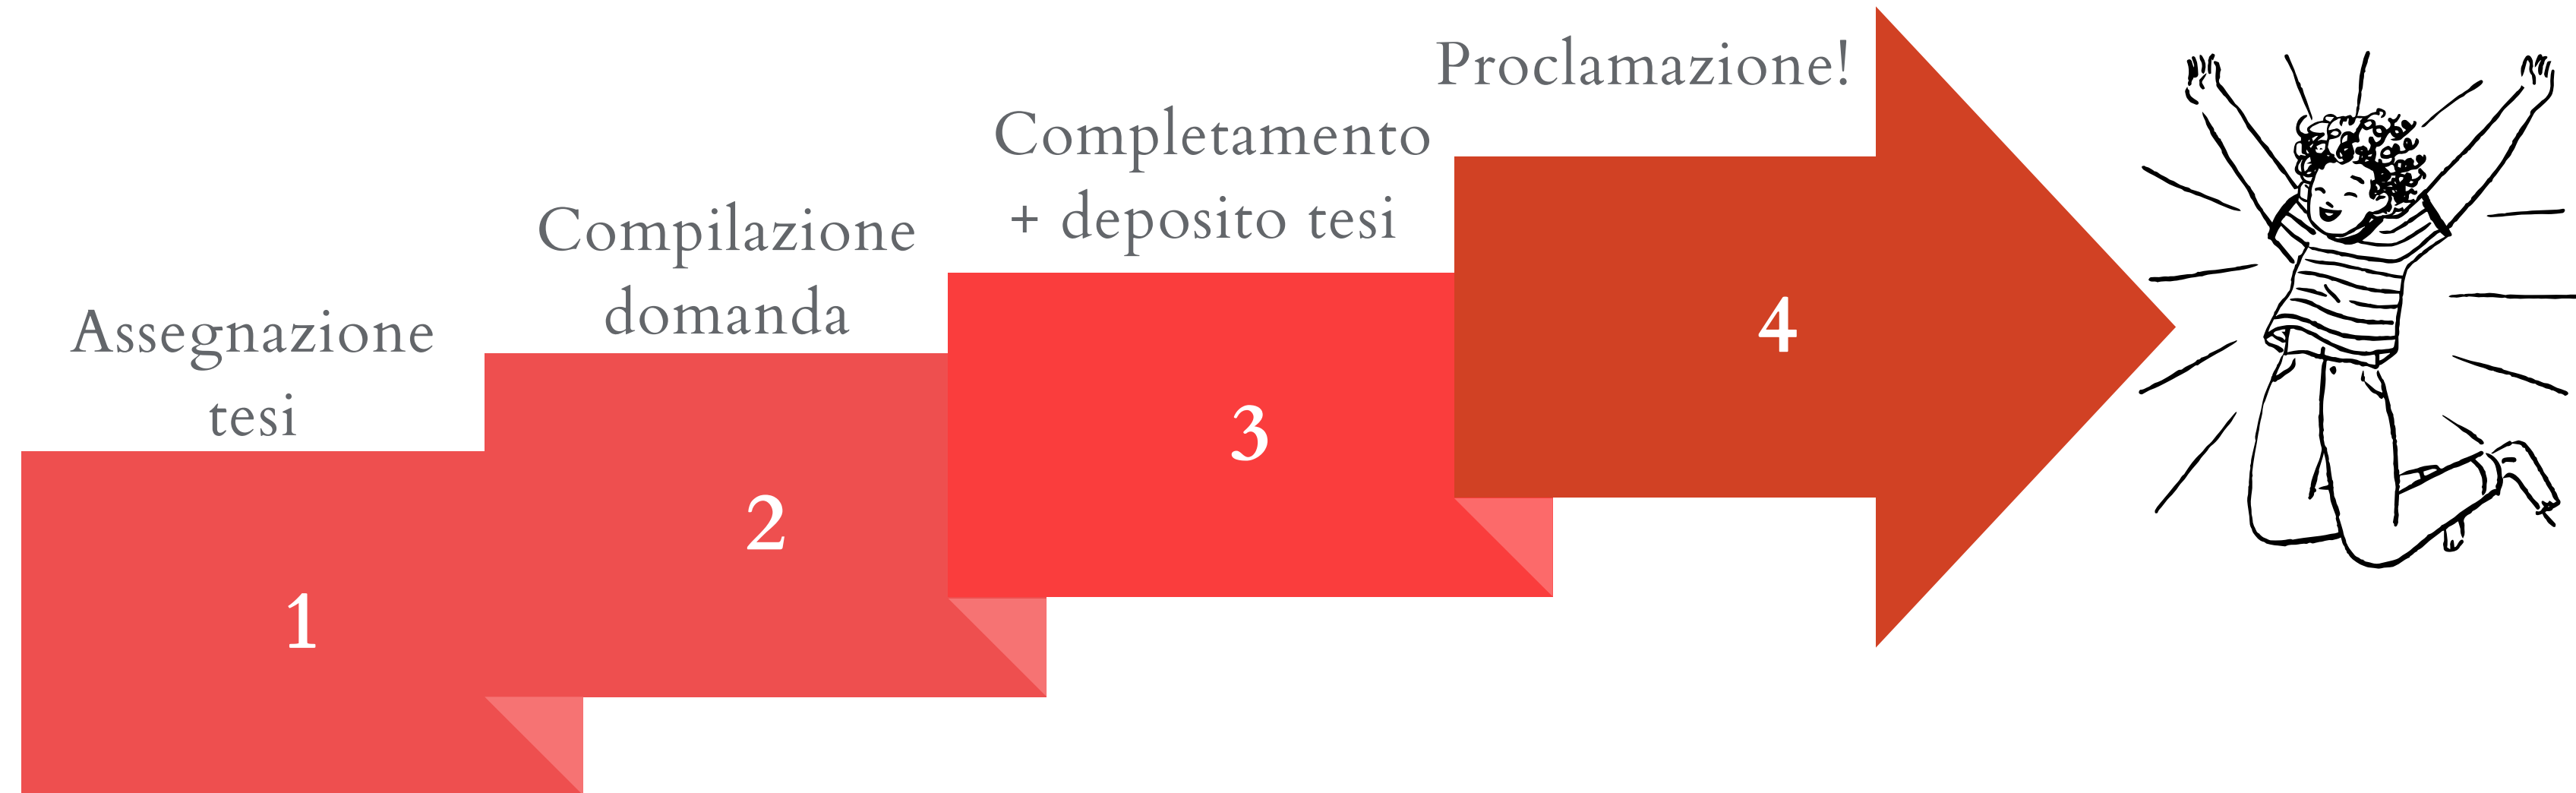 Assegnazione
tesi
1
Compilazione
domanda
2
Completamento
+ deposito tesi
3
Proclamazione!
4